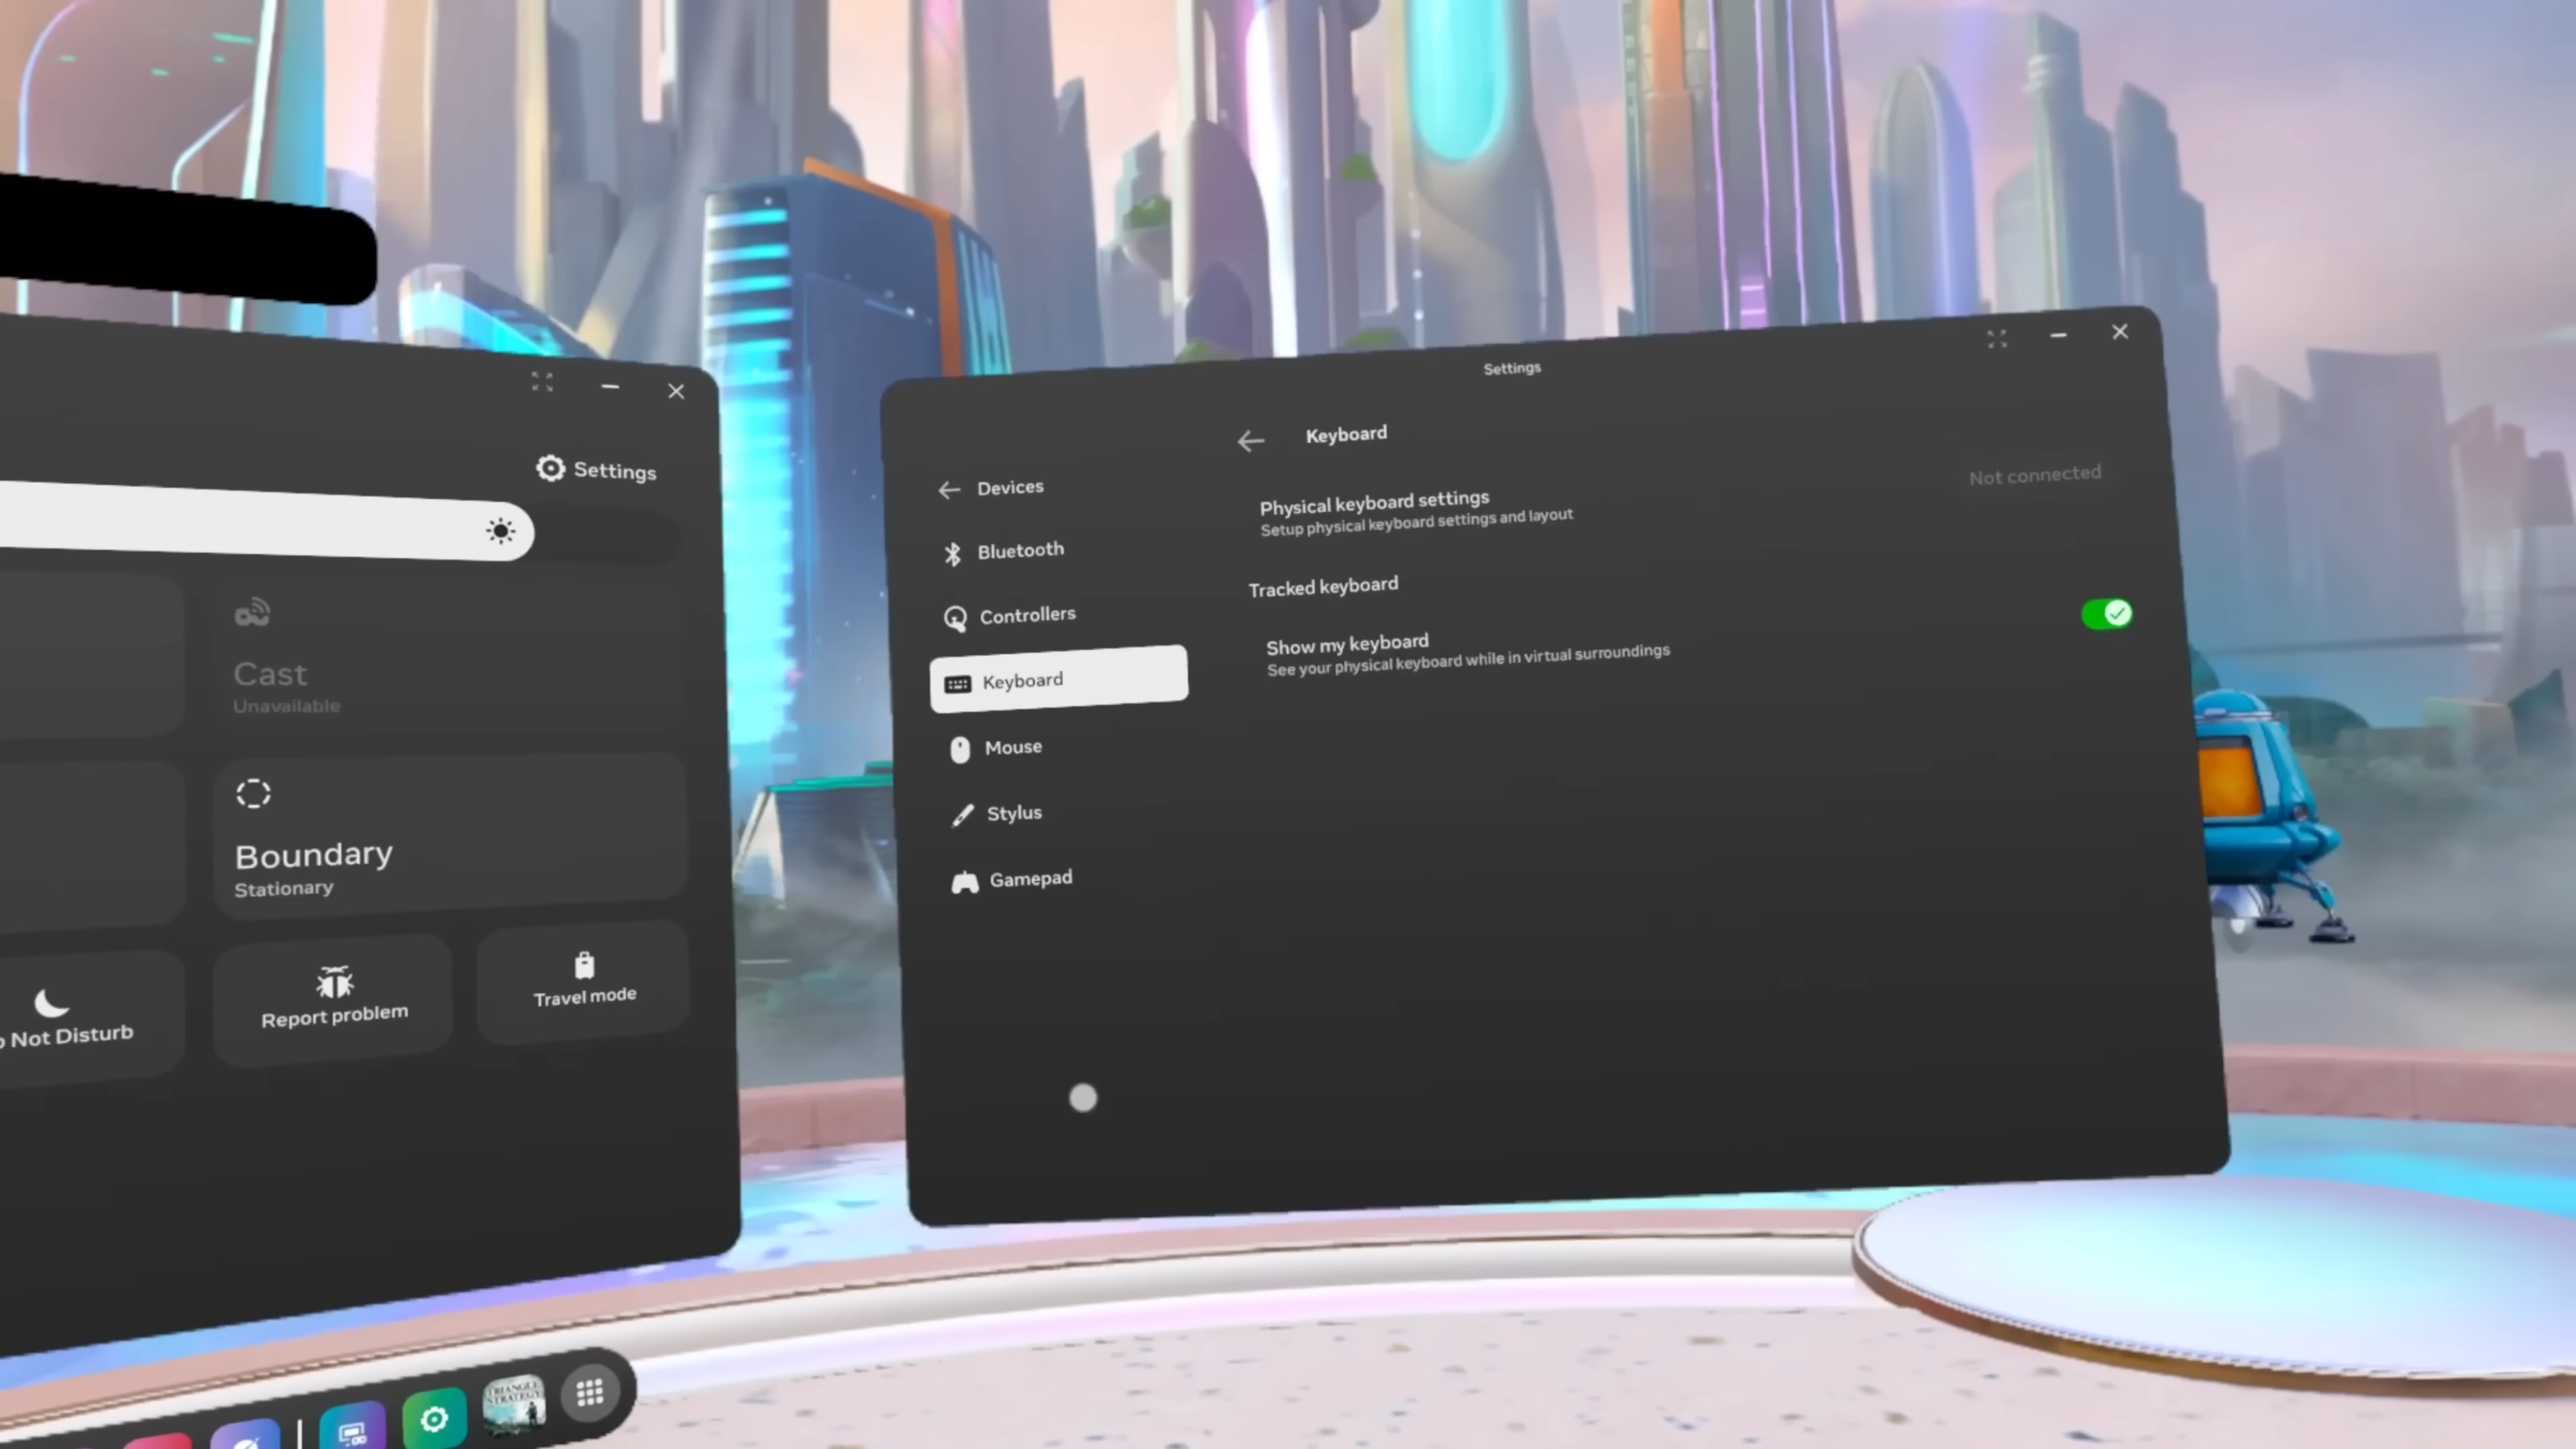 Settings
Cast
Unavailable
Boundary
Stationary
Not Disturb
Report problem
Travel mode
Settings
Devices
Bluetooth
Controllers
Keyboard
Mouse
Stylus
Gamepad
Keyboard
Physical keyboard settings
Setup physical keyboard settings and layout
Not connected
Tracked keyboard
Show my keyboard
See your physical keyboard while in virtual surroundings
TRIANGLE
STRATEGY